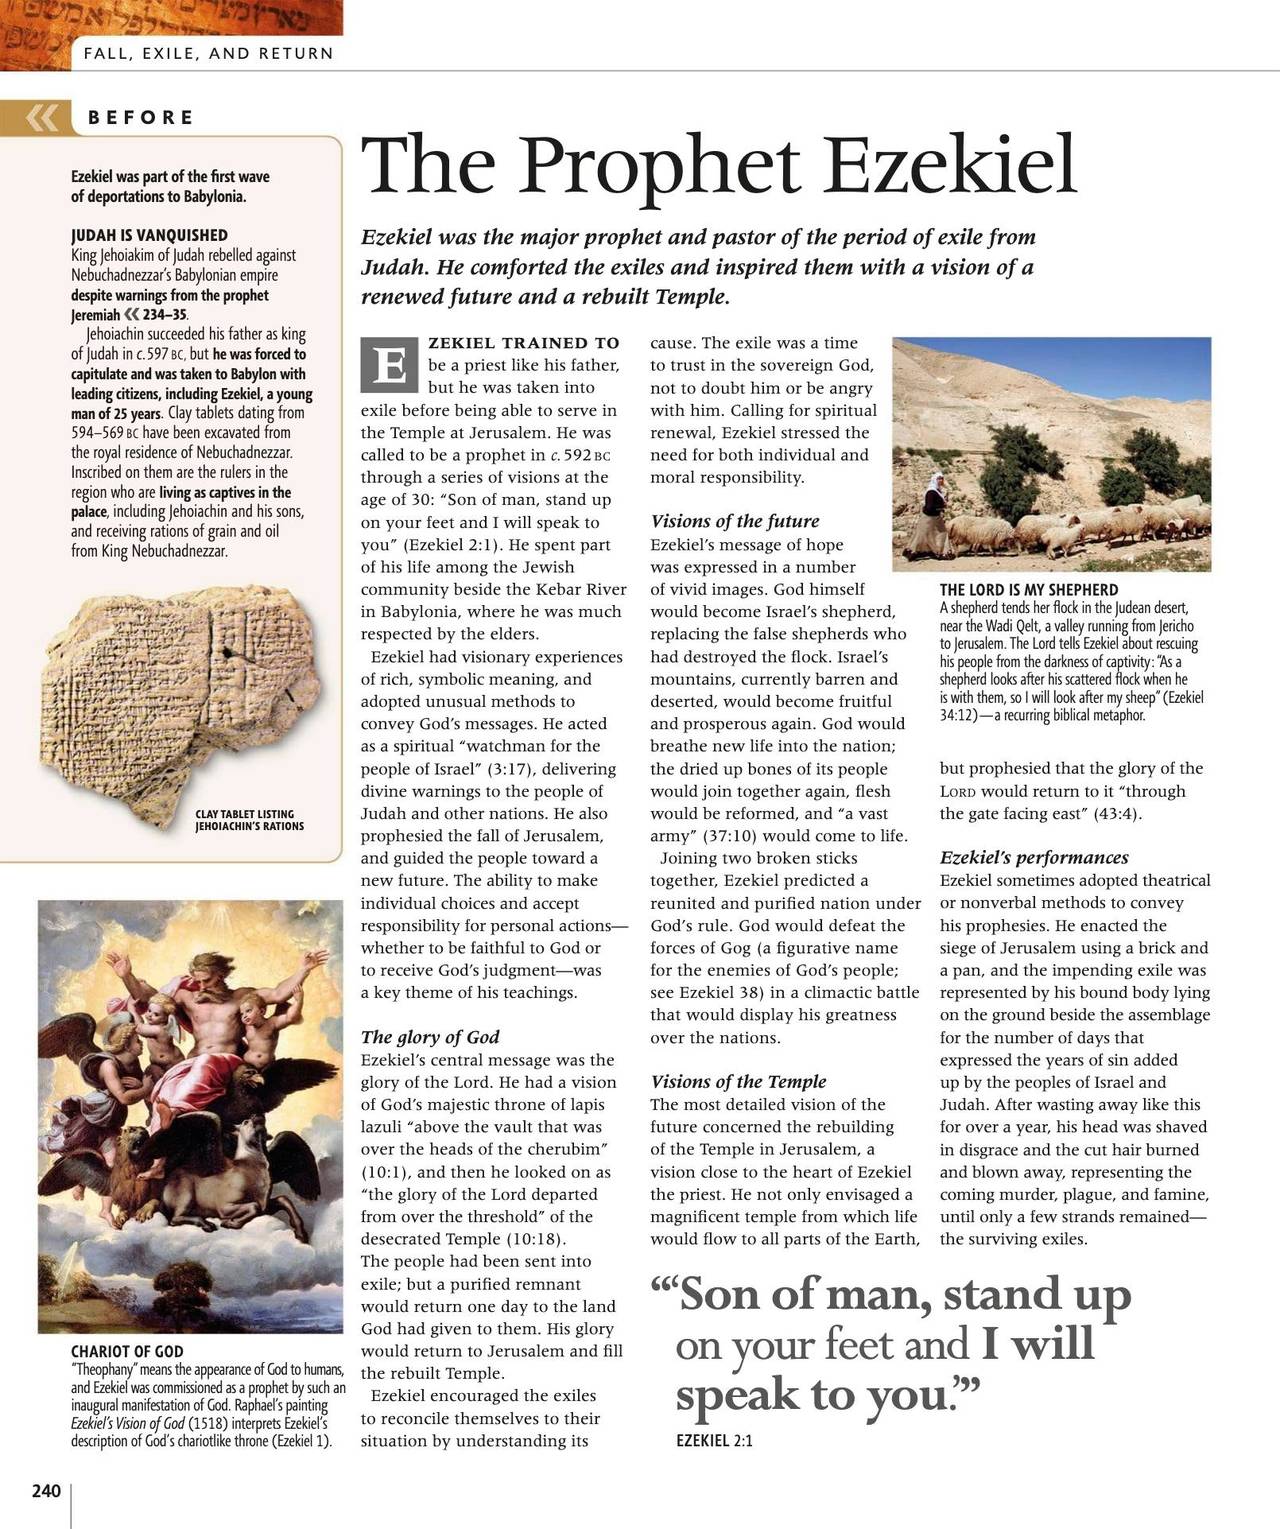 FALL, EXILE, AND RETURN
BEFORE
Ezekiel was part of the first wave
of deportations to Babylonia.
JUDAH IS VANQUISHED
King Jehoiakim of Judah rebelled against
Nebuchadnezzar’s Babylonian empire
despite warnings from the prophet
Jeremiah « 234–35.
Jehoiachin succeeded his father as king
of Judah in c.597 BC, but he was forced to
capitulate and was taken to Babylon with
leading citizens, including Ezekiel, a young
man of 25 years. Clay tablets dating from
594–569 BC have been excavated from
the royal residence of Nebuchadnezzar.
Inscribed on them are the rulers in the
region who are living as captives in the
palace, including Jehoiachin and his sons,
and receiving rations of grain and oil
from King Nebuchadnezzar.
CLAY TABLET LISTING
JEHOIACHIN’S RATIONS
CHARIOT OF GOD
“Theophany” means the appearance of God to humans,
and Ezekiel was commissioned as a prophet by such an
inaugural manifestation of God. Raphael’s painting
Ezekiel’s Vision of God (1518) interprets Ezekiel’s
description of God’s chariotlike throne (Ezekiel 1).
The Prophet Ezekiel
Ezekiel was the major prophet and pastor of the period of exile from
Judah. He comforted the exiles and inspired them with a vision of a
renewed future and a rebuilt Temple.
EZEKIEL TRAINED TO
be a priest like his father,
but he was taken into
exile before being able to serve in
the Temple at Jerusalem. He was
called to be a prophet in c.592 BC
through a series of visions at the
age of 30: “Son of man, stand up
on your feet and I will speak to
you” (Ezekiel 2:1). He spent part
of his life among the Jewish
community beside the Kebar River
in Babylonia, where he was much
respected by the elders.
Ezekiel had visionary experiences
of rich, symbolic meaning, and
adopted unusual methods to
convey God’s messages. He acted
as a spiritual “watchman for the
people of Israel” (3:17), delivering
divine warnings to the people of
Judah and other nations. He also
prophesied the fall of Jerusalem,
and guided the people toward a
new future. The ability to make
individual choices and accept
responsibility for personal actions—
whether to be faithful to God or
to receive God’s judgment—was
a key theme of his teachings.
The glory of God
Ezekiel’s central message was the
glory of the Lord. He had a vision
of God’s majestic throne of lapis
lazuli “above the vault that was
over the heads of the cherubim”
(10:1), and then he looked on as
“the glory of the Lord departed
from over the threshold” of the
desecrated Temple (10:18).
The people had been sent into
exile; but a purified remnant
would return one day to the land
God had given to them. His glory
would return to Jerusalem and fill
the rebuilt Temple.
Ezekiel encouraged the exiles
to reconcile themselves to their
situation by understanding its
cause. The exile was a time
to trust in the sovereign God,
not to doubt him or be angry
with him. Calling for spiritual
renewal, Ezekiel stressed the
need for both individual and
moral responsibility.
Visions of the future
Ezekiel’s message of hope
was expressed in a number
of vivid images. God himself
would become Israel’s shepherd,
replacing the false shepherds who
had destroyed the flock. Israel’s
mountains, currently barren and
deserted, would become fruitful
and prosperous again. God would
breathe new life into the nation;
the dried up bones of its people
would join together again, flesh
would be reformed, and “a vast
army” (37:10) would come to life.
Joining two broken sticks
together, Ezekiel predicted a
reunited and purified nation under
God’s rule. God would defeat the
forces of Gog (a figurative name
for the enemies of God’s people;
see Ezekiel 38) in a climactic battle
that would display his greatness
over the nations.
Visions of the Temple
The most detailed vision of the
future concerned the rebuilding
of the Temple in Jerusalem, a
vision close to the heart of Ezekiel
the priest. He not only envisaged a
magnificent temple from which life
would flow to all parts of the Earth,
THE LORD IS MY SHEPHERD
A shepherd tends her flock in the Judean desert,
near the Wadi Qelt, a valley running from Jericho
to Jerusalem. The Lord tells Ezekiel about rescuing
his people from the darkness of captivity: “As a
shepherd looks after his scattered flock when he
is with them, so I will look after my sheep” (Ezekiel
34:12)—a recurring biblical metaphor.
but prophesied that the glory of the
LORD would return to it “through
the gate facing east” (43:4).
Ezekiel’s performances
Ezekiel sometimes adopted theatrical
or nonverbal methods to convey
his prophesies. He enacted the
siege of Jerusalem using a brick and
a pan, and the impending exile was
represented by his bound body lying
on the ground beside the assemblage
for the number of days that
expressed the years of sin added
up by the peoples of Israel and
Judah. After wasting away like this
for over a year, his head was shaved
in disgrace and the cut hair burned
and blown away, representing the
coming murder, plague, and famine,
until only a few strands remained—
the surviving exiles.
“‘Son of man, stand up
on your feet and I will
speak to you.’”
EZEKIEL 2:1
240